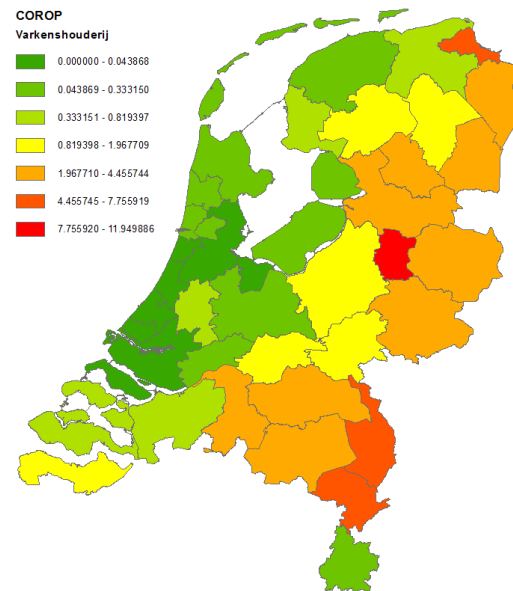 COROP
Varkenshouderij
0.000000 - 0.043868
0.043869 - 0.333150
0.333151 - 0.819397
0.819398 - 1.967709
1.967710 - 4.455744
4.455745 - 7.755919
7.755920 - 11.949886